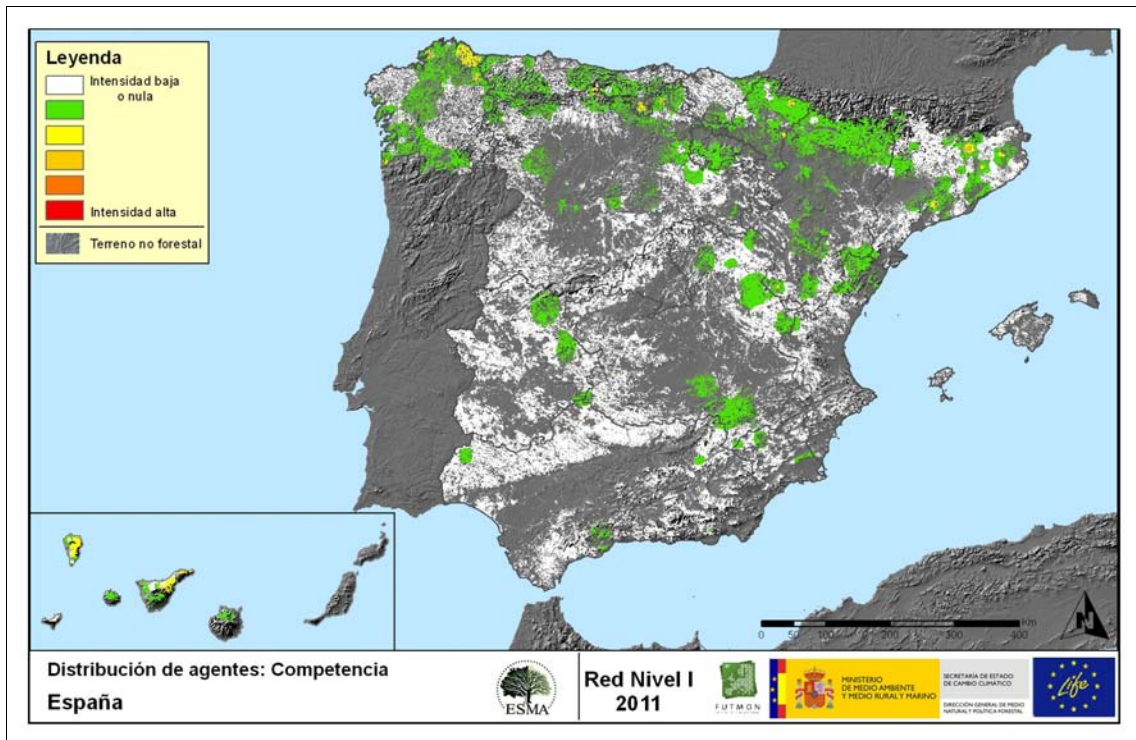 Leyenda
Intensidad baja
o nula
Intensidad alta
Terreno no forestal
Km
0 50 100 200 300 400
N
Distribución de agentes: Competencia
España
ESMA
Red Nivel I
2011
FUTMON
MINISTERIO
DE MEDIO AMBIENTE
Y MEDIO RURAL Y MARINO
SECRETARÍA DE ESTADO
DE CAMBIO CLIMÁTICO
DIRECCIÓN GENERAL DE MEDIO
NATURAL Y POLÍTICA FORESTAL
Life